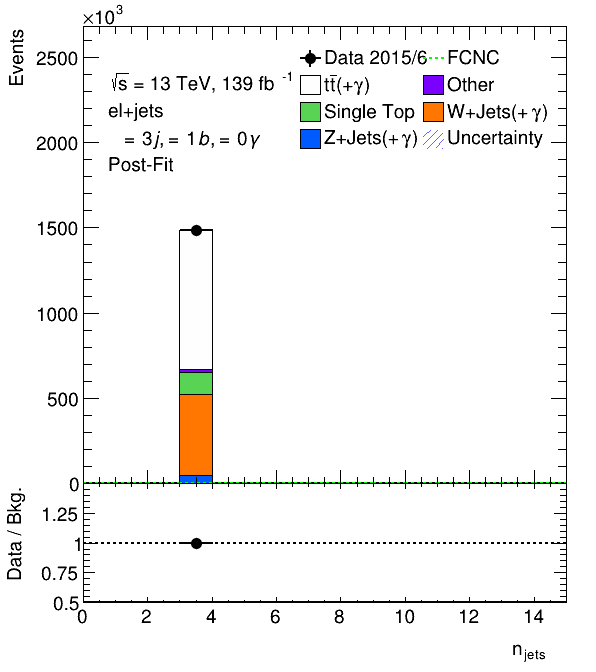 ×10³
Events
2500
2000
1500
1000
500
0
√s = 13 TeV, 139 fb ⁻¹
el+jets
= 3j, = 1b, = 0γ
Post-Fit
Data 2015/6 FCNC
tt̄(+γ) Other
Single Top W+Jets(+γ)
Z+Jets(+γ) Uncertainty
Data / Bkg.
1.25
1
0.75
0.5
0 2 4 6 8 10 12 14
n_jets